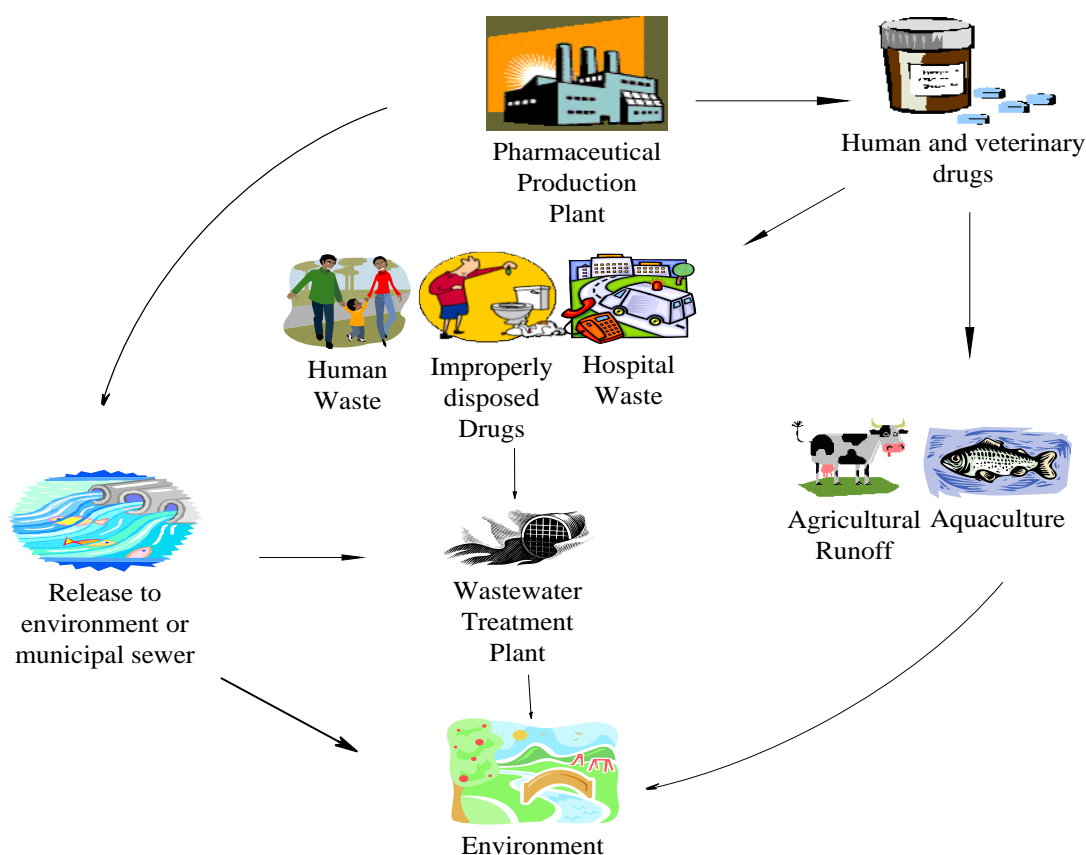 Pharmaceutical
Production
Plant
Human and veterinary
drugs
Human
Waste
Improperly
disposed
Drugs
Hospital
Waste
Agricultural
Runoff
Aquaculture
Release to
environment or
municipal sewer
Wastewater
Treatment
Plant
Environment